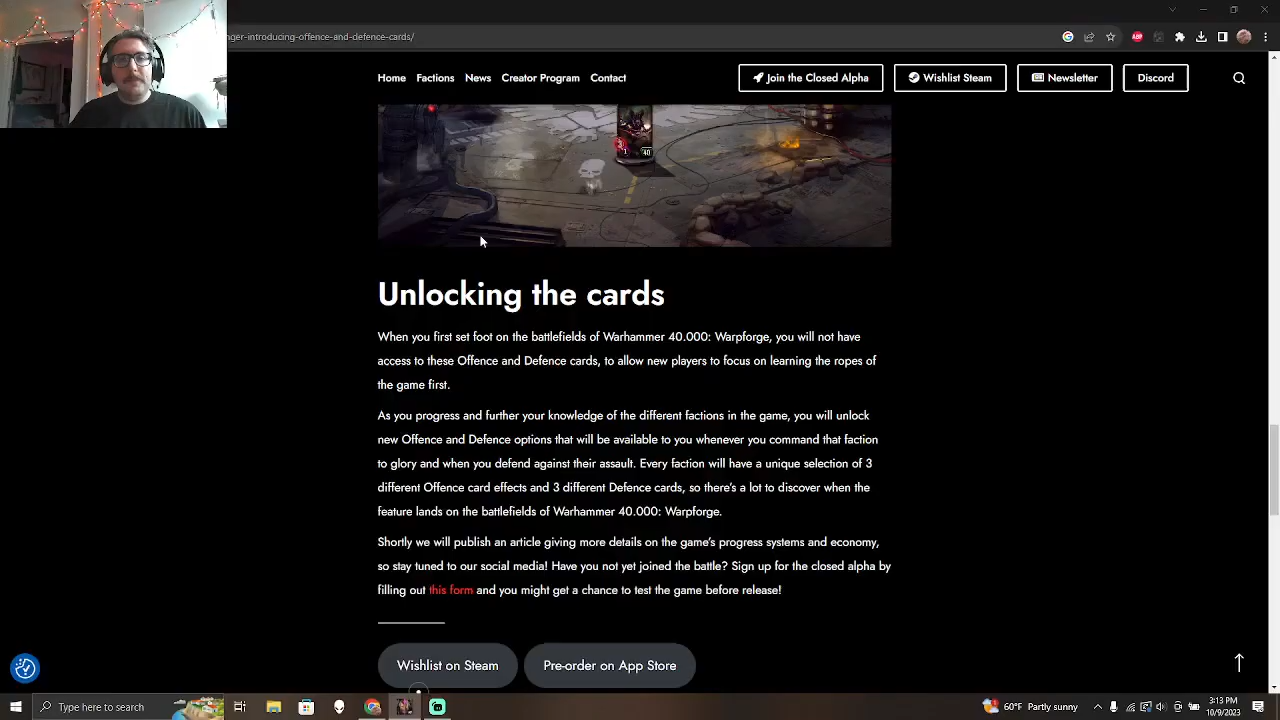 nger-introducing-offence-and-defence-cards/
Home Factions News Creator Program Contact Join the Closed Alpha Wishlist Steam Newsletter Discord
1 40
Unlocking the cards
When you first set foot on the battlefields of Warhammer 40.000: Warpforge, you will not have
access to these Offence and Defence cards, to allow new players to focus on learning the ropes of
the game first.
As you progress and further your knowledge of the different factions in the game, you will unlock
new Offence and Defence options that will be available to you whenever you command that faction
to glory and when you defend against their assault. Every faction will have a unique selection of 3
different Offence card effects and 3 different Defence cards, so there's a lot to discover when the
feature lands on the battlefields of Warhammer 40.000: Warpforge.
Shortly we will publish an article giving more details on the game's progress systems and economy,
so stay tuned to our social media! Have you not yet joined the battle? Sign up for the closed alpha by
filling out this form and you might get a chance to test the game before release!
Wishlist on Steam Pre-order on App Store
Type here to search 60°F Partly sunny 3:13 PM
10/9/2023